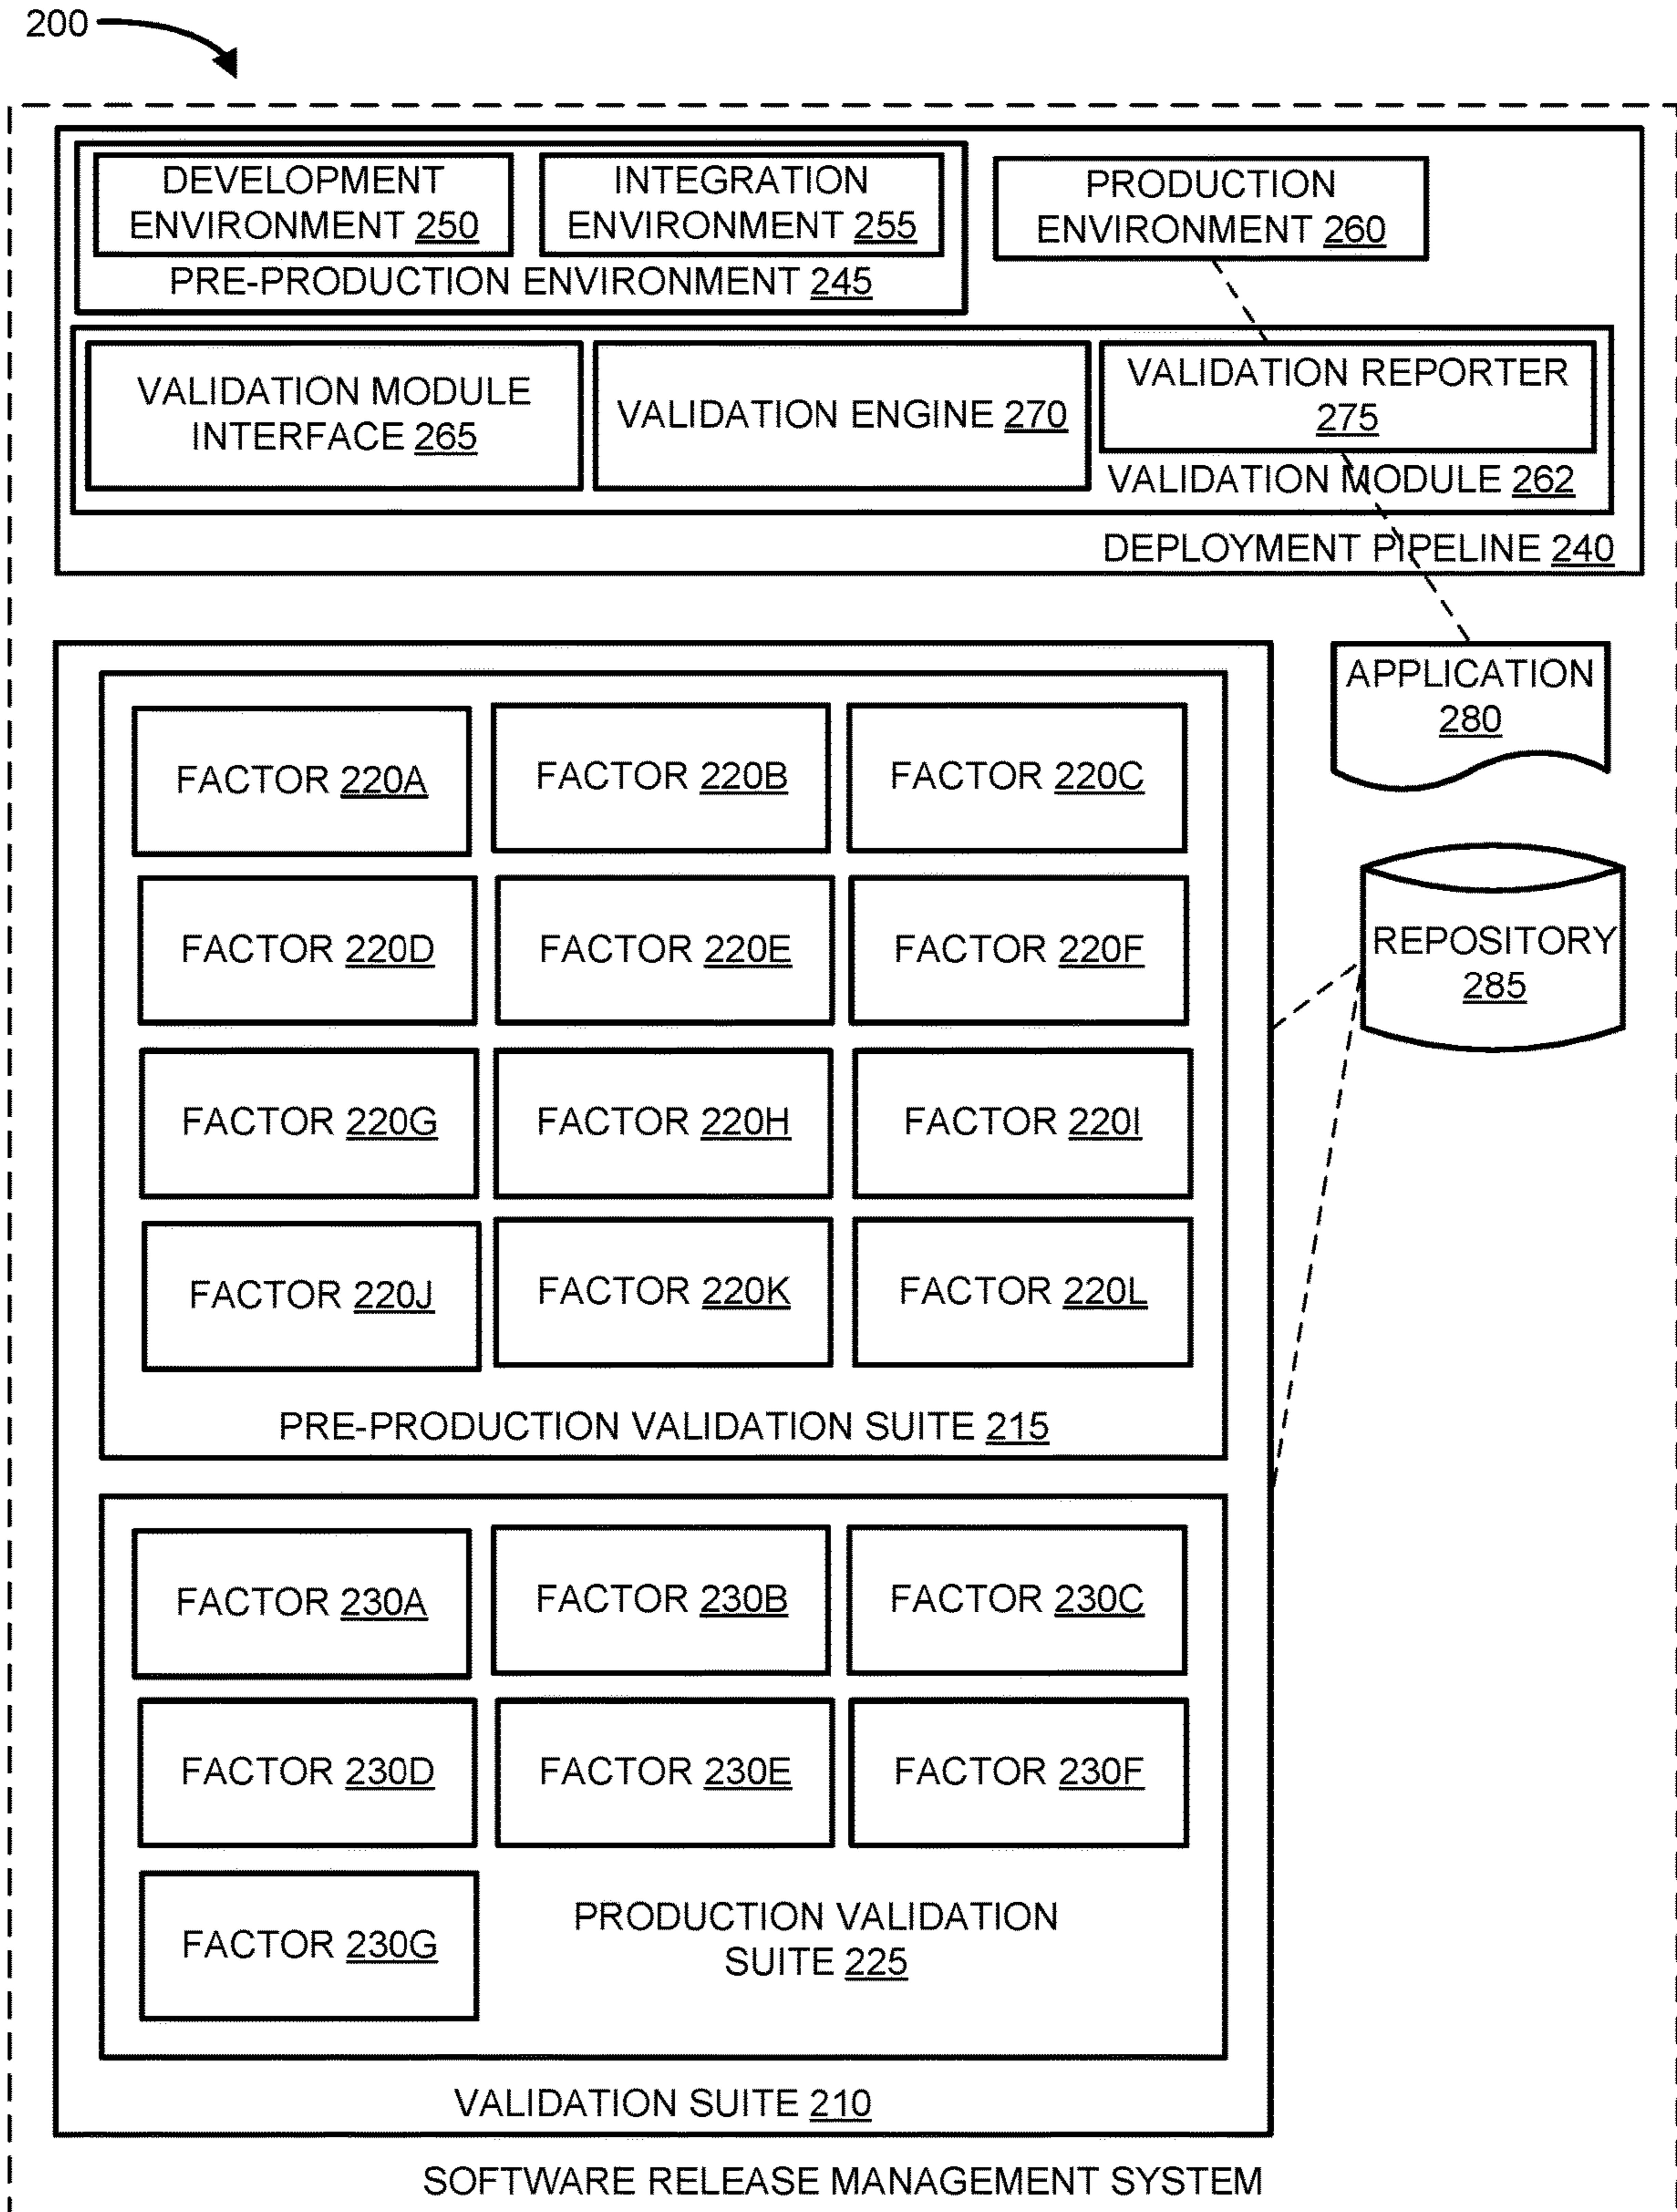 200
DEVELOPMENT
ENVIRONMENT 250
INTEGRATION
ENVIRONMENT 255
PRE-PRODUCTION ENVIRONMENT 245
PRODUCTION
ENVIRONMENT 260
VALIDATION MODULE
INTERFACE 265
VALIDATION ENGINE 270
VALIDATION REPORTER
275
VALIDATION MODULE 262
DEPLOYMENT PIPELINE 240
APPLICATION
280
REPOSITORY
285
FACTOR 220A
FACTOR 220B
FACTOR 220C
FACTOR 220D
FACTOR 220E
FACTOR 220F
FACTOR 220G
FACTOR 220H
FACTOR 220I
FACTOR 220J
FACTOR 220K
FACTOR 220L
PRE-PRODUCTION VALIDATION SUITE 215
FACTOR 230A
FACTOR 230B
FACTOR 230C
FACTOR 230D
FACTOR 230E
FACTOR 230F
FACTOR 230G
PRODUCTION VALIDATION
SUITE 225
VALIDATION SUITE 210
SOFTWARE RELEASE MANAGEMENT SYSTEM